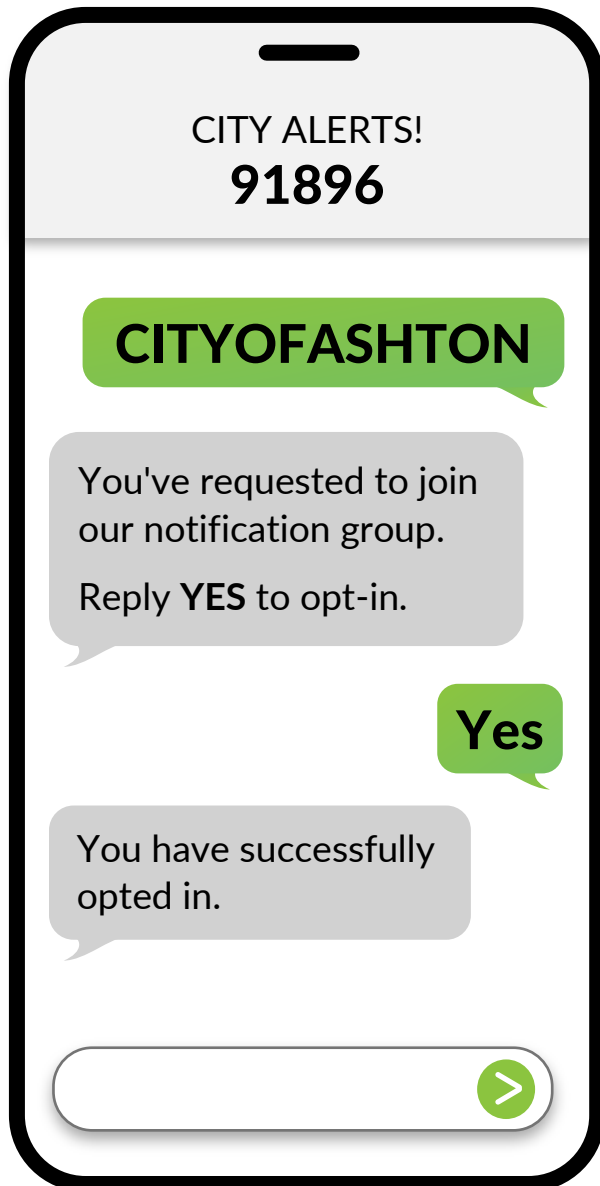 CITY ALERTS!
91896
CITYOFASHTON
You've requested to join
our notification group.
Reply YES to opt-in.
Yes
You have successfully
opted in.